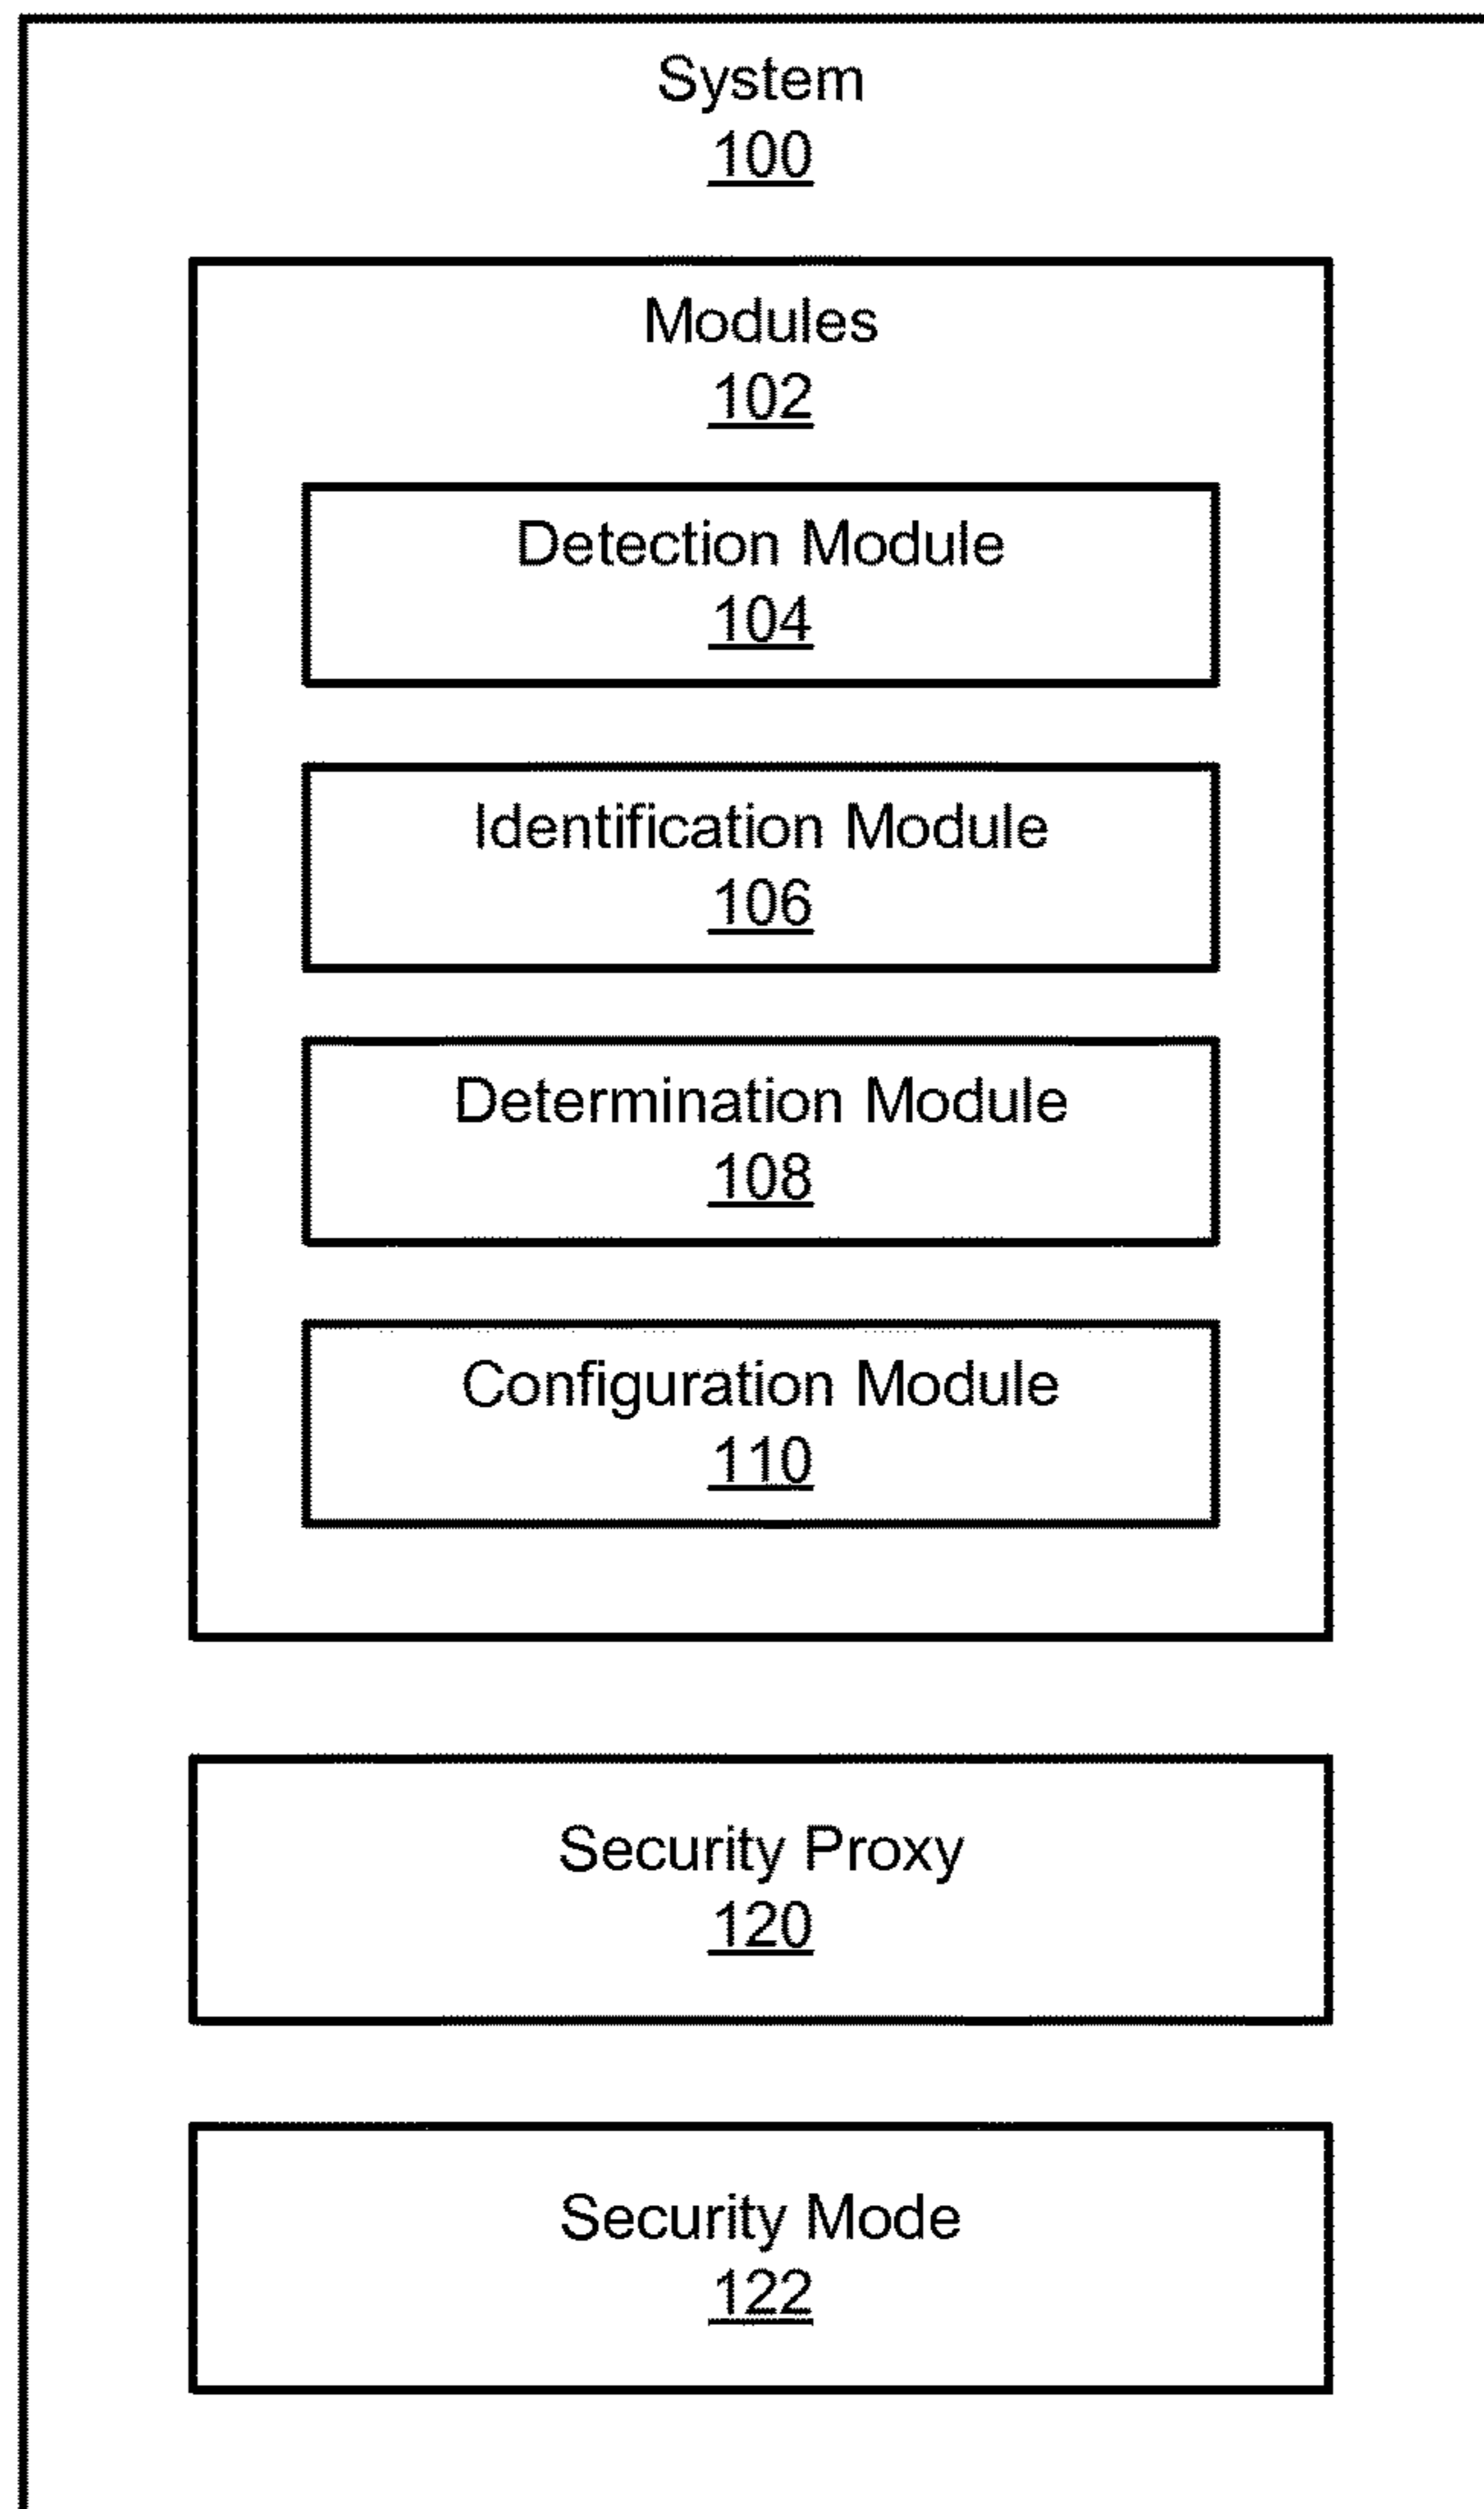 System
100
Modules
102
Detection Module
104
Identification Module
106
Determination Module
108
Configuration Module
110
Security Proxy
120
Security Mode
122